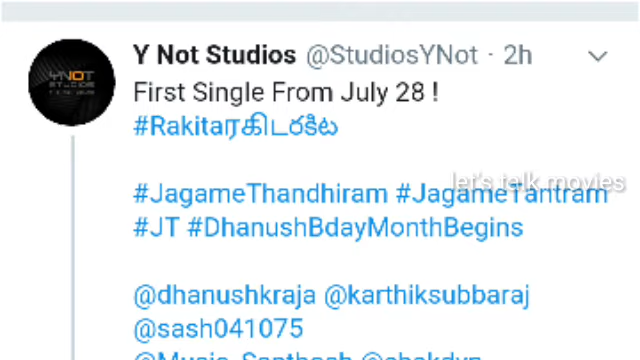 Y Not Studios @StudiosYNot · 2h
First Single From July 28 !
#Rakitaரகிடరకిట
let's talk movies
#JagameThandhiram #JagameTantram
#JT #DhanushBdayMonthBegins
@dhanushkraja @karthiksubbaraj
@sash041075